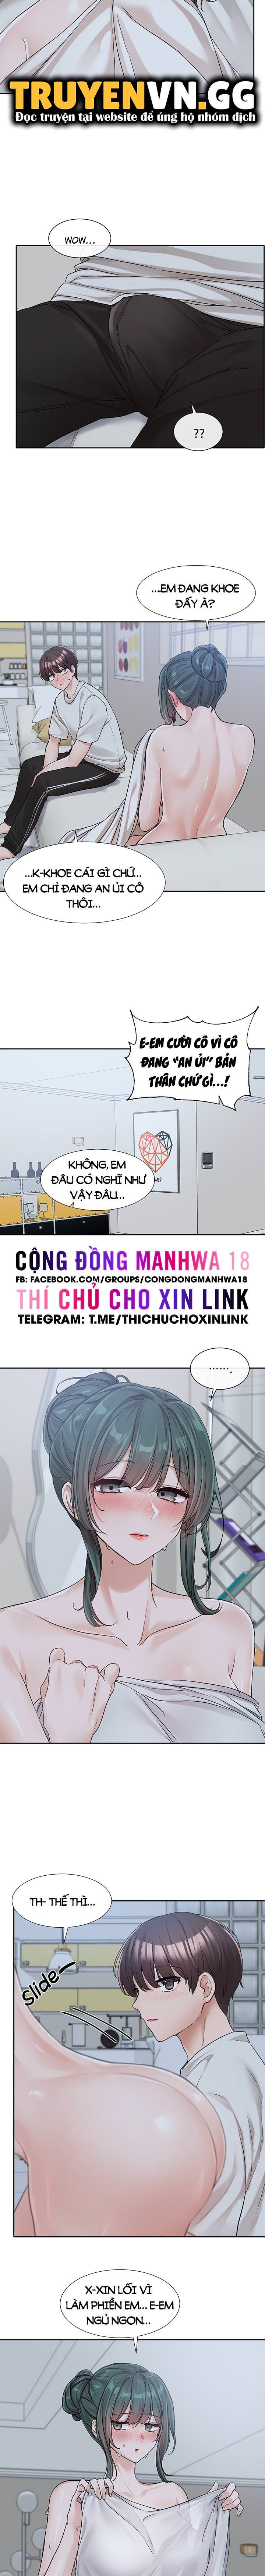 TRUYENVN.GG
Đọc truyện tại website để ủng hộ nhóm dịch
WOW...
??
...EM ĐANG KHOE
ĐẤY À?
...K-KHOE CÁI GÌ CHỨ...
EM CHỈ ĐANG AN ỦI CÔ
THÔI...
E-EM CƯỜI CÔ VÌ CÔ
ĐANG “AN ỦI” BẢN
THÂN CHỨ GÌ...!
KHÔNG, EM
ĐÂU CÓ NGHĨ NHƯ
VẬY ĐÂU...
CỘNG ĐỒNG MANHWA 18
FB: FACEBOOK.COM/GROUPS/CONGDONGMANHWA18
THÍ CHỦ CHO XIN LINK
TELEGRAM: T.ME/THICHUCHOXINLINK
.......
TH- THẾ THÌ...
Slide
X-XIN LỖI VÌ
LÀM PHIỀN EM... E-EM
NGỦ NGON...